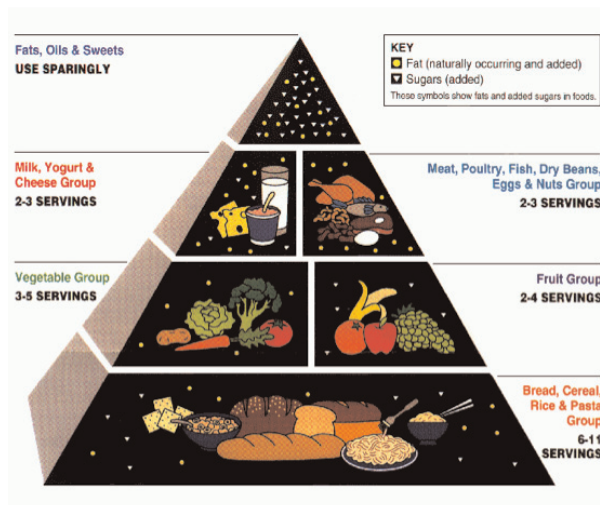 Fats, Oils & Sweets
USE SPARINGLY
KEY
Fat (naturally occurring and added)
Sugars (added)
These symbols show fats and added sugars in foods.
Milk, Yogurt &
Cheese Group
2-3 SERVINGS
Meat, Poultry, Fish, Dry Beans,
Eggs & Nuts Group
2-3 SERVINGS
Vegetable Group
3-5 SERVINGS
Fruit Group
2-4 SERVINGS
Bread, Cereal,
Rice & Pasta
Group
6-11
SERVINGS